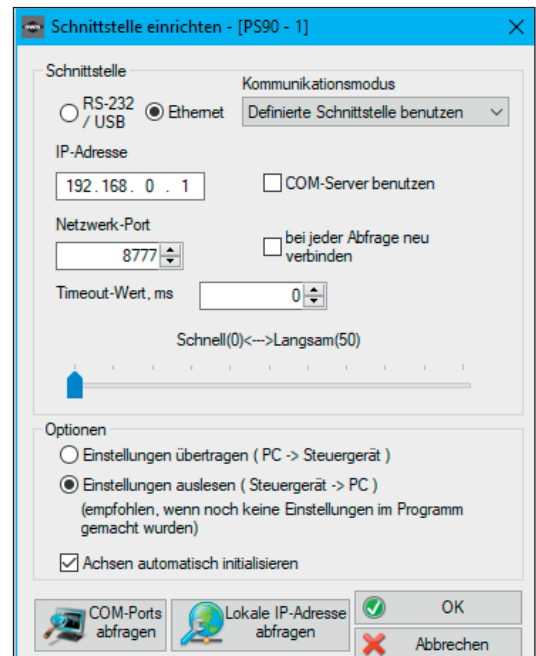 Schnittstelle einrichten - [PS90 - 1]
Schnittstelle
RS-232
/ USB
Ethernet
Kommunikationsmodus
Definierte Schnittstelle benutzen
IP-Adresse
192.168. 0 . 1
COM-Server benutzen
Netzwerk-Port
8777
bei jeder Abfrage neu
verbinden
Timeout-Wert, ms
0
Schnell(0)<--->Langsam(50)
Optionen
Einstellungen übertragen ( PC -> Steuergerät )
Einstellungen auslesen ( Steuergerät -> PC )
(empfohlen, wenn noch keine Einstellungen im Programm
gemacht wurden)
Achsen automatisch initialisieren
COM-Ports
abfragen
Lokale IP-Adresse
abfragen
OK
Abbrechen